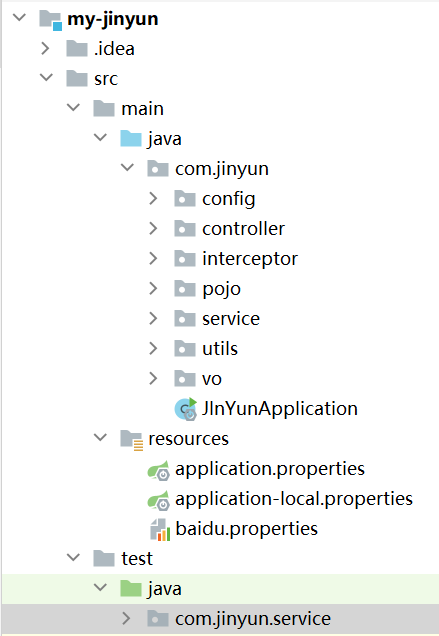 my-jinyun
.idea
src
main
java
com.jinyun
config
controller
interceptor
pojo
service
utils
vo
JInYunApplication
resources
application.properties
application-local.properties
baidu.properties
test
java
com.jinyun.service